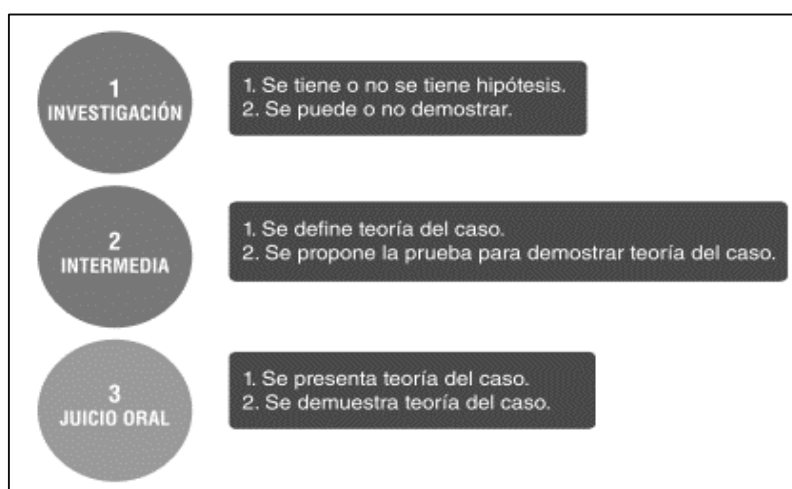 1
INVESTIGACIÓN
1. Se tiene o no se tiene hipótesis.
2. Se puede o no demostrar.
2
INTERMEDIA
1. Se define teoría del caso.
2. Se propone la prueba para demostrar teoría del caso.
3
JUICIO ORAL
1. Se presenta teoría del caso.
2. Se demuestra teoría del caso.